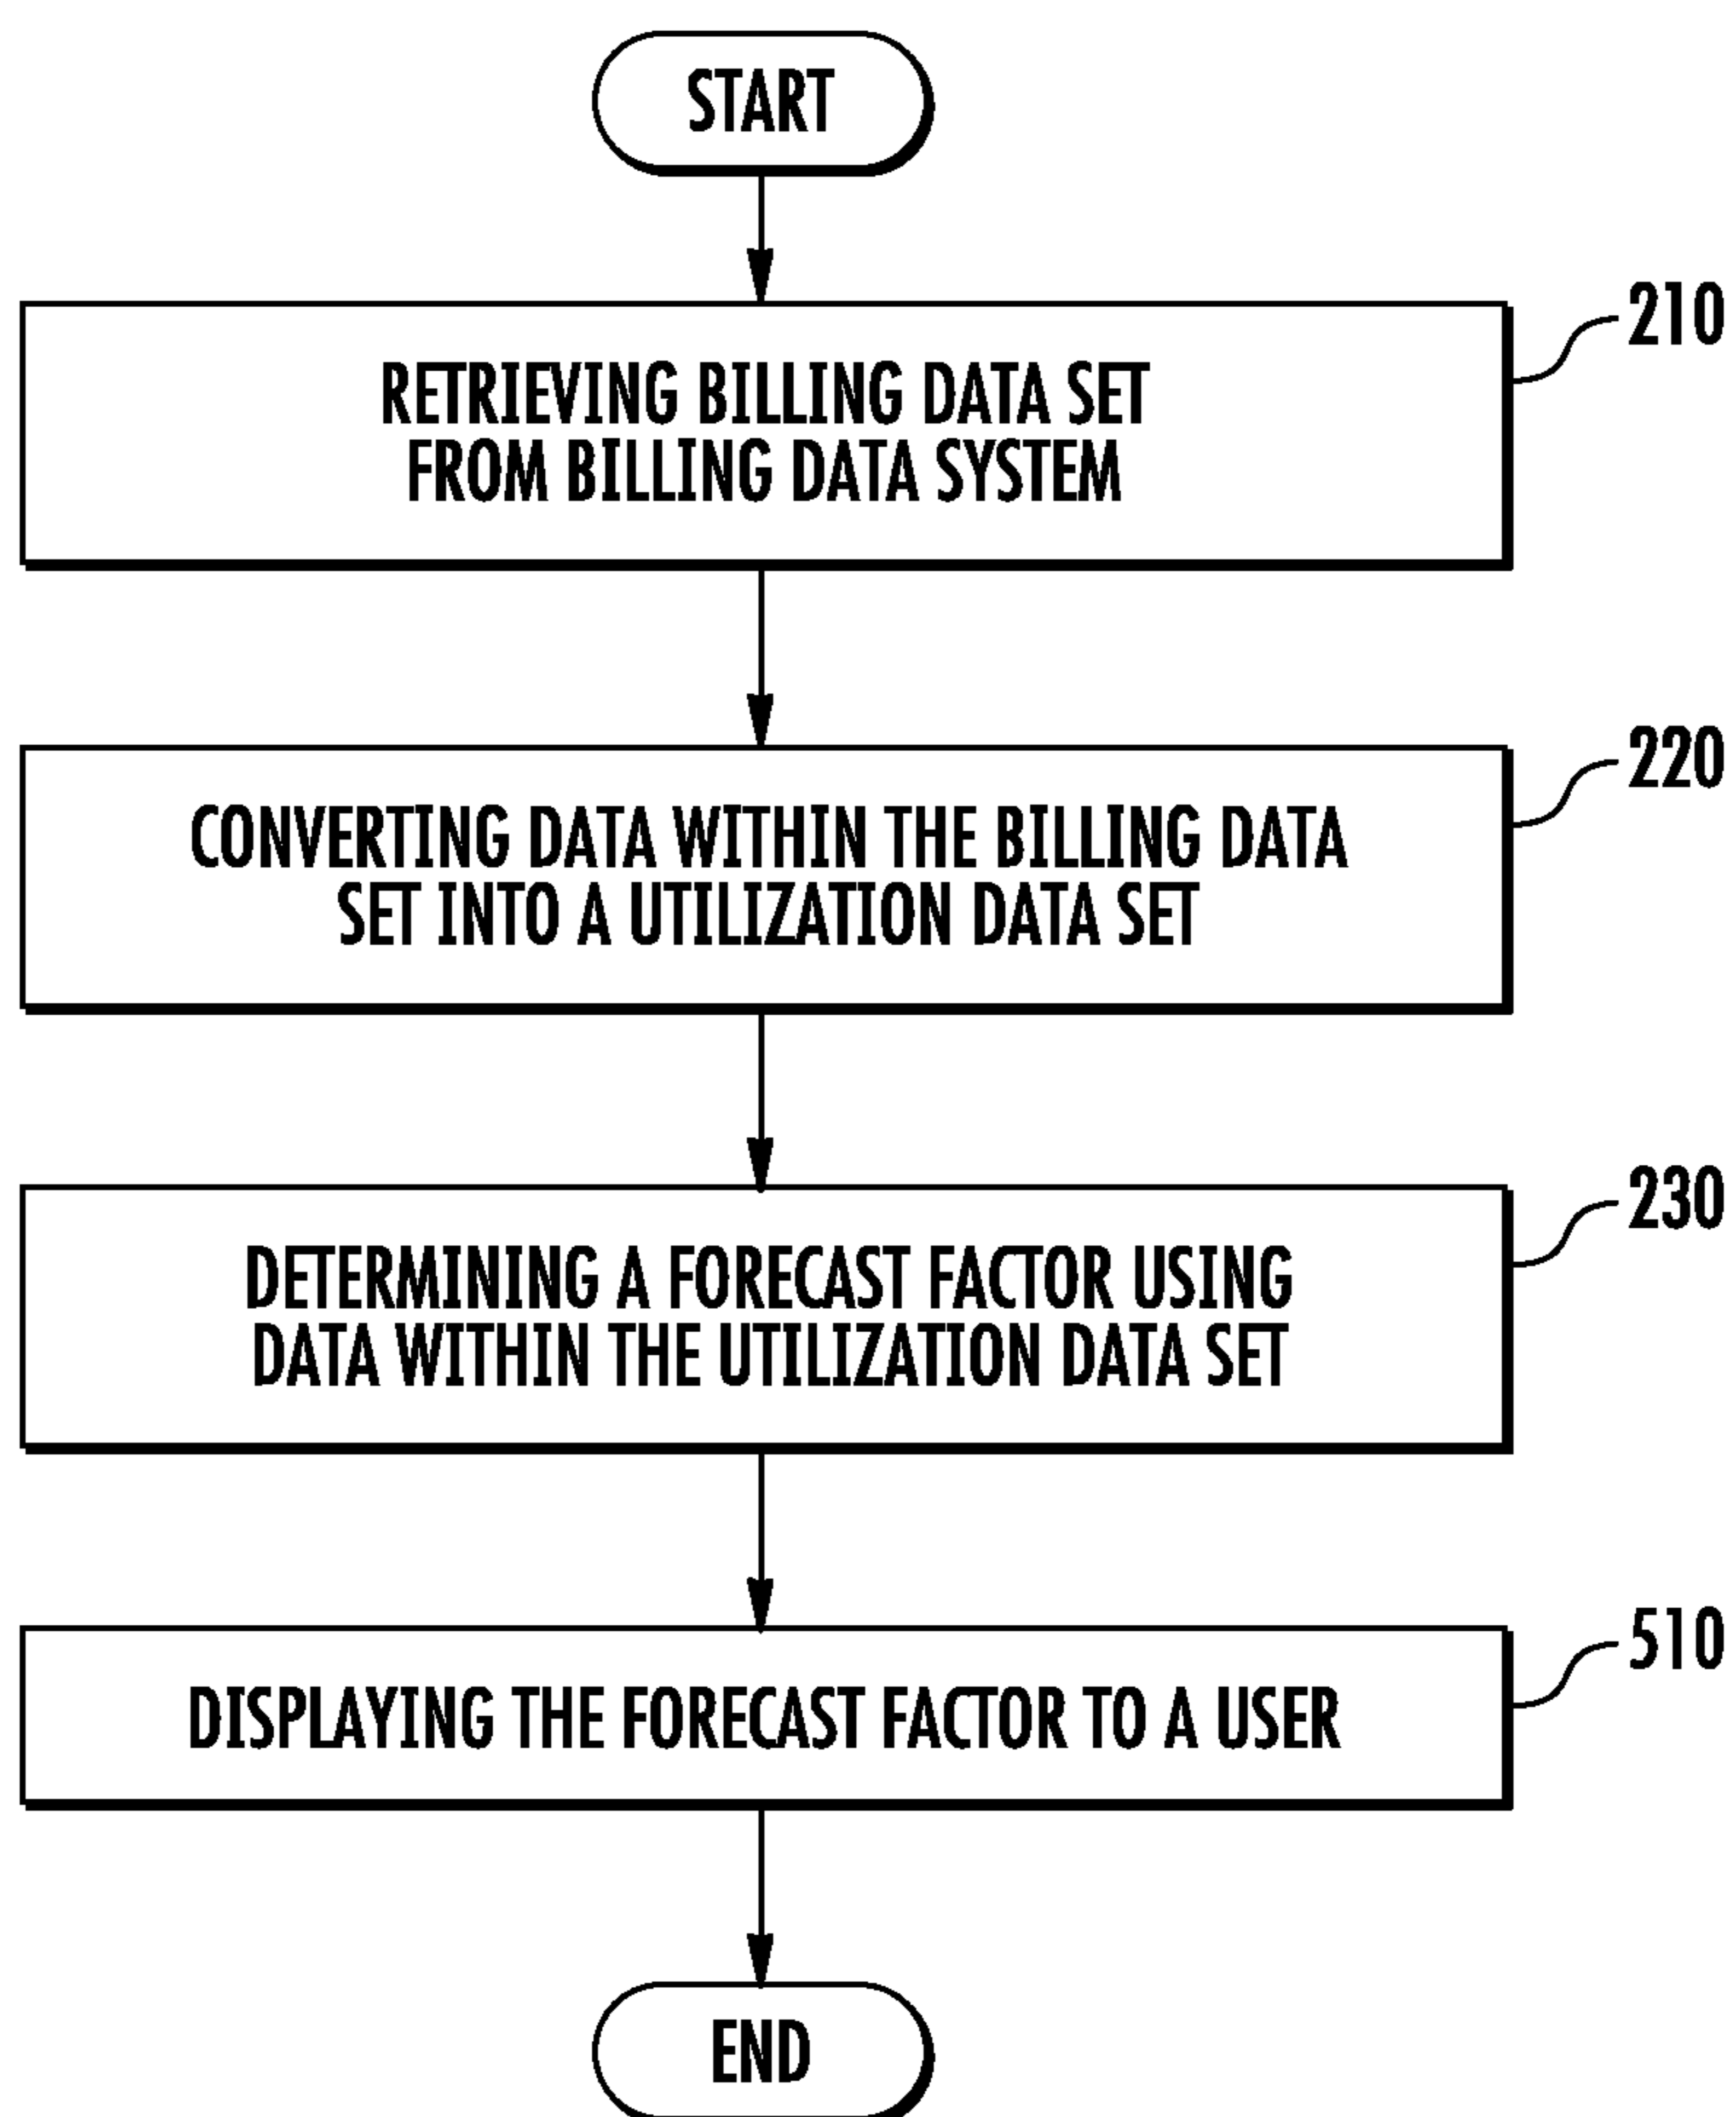 START
210
RETRIEVING BILLING DATA SET
FROM BILLING DATA SYSTEM
220
CONVERTING DATA WITHIN THE BILLING DATA
SET INTO A UTILIZATION DATA SET
230
DETERMINING A FORECAST FACTOR USING
DATA WITHIN THE UTILIZATION DATA SET
510
DISPLAYING THE FORECAST FACTOR TO A USER
END